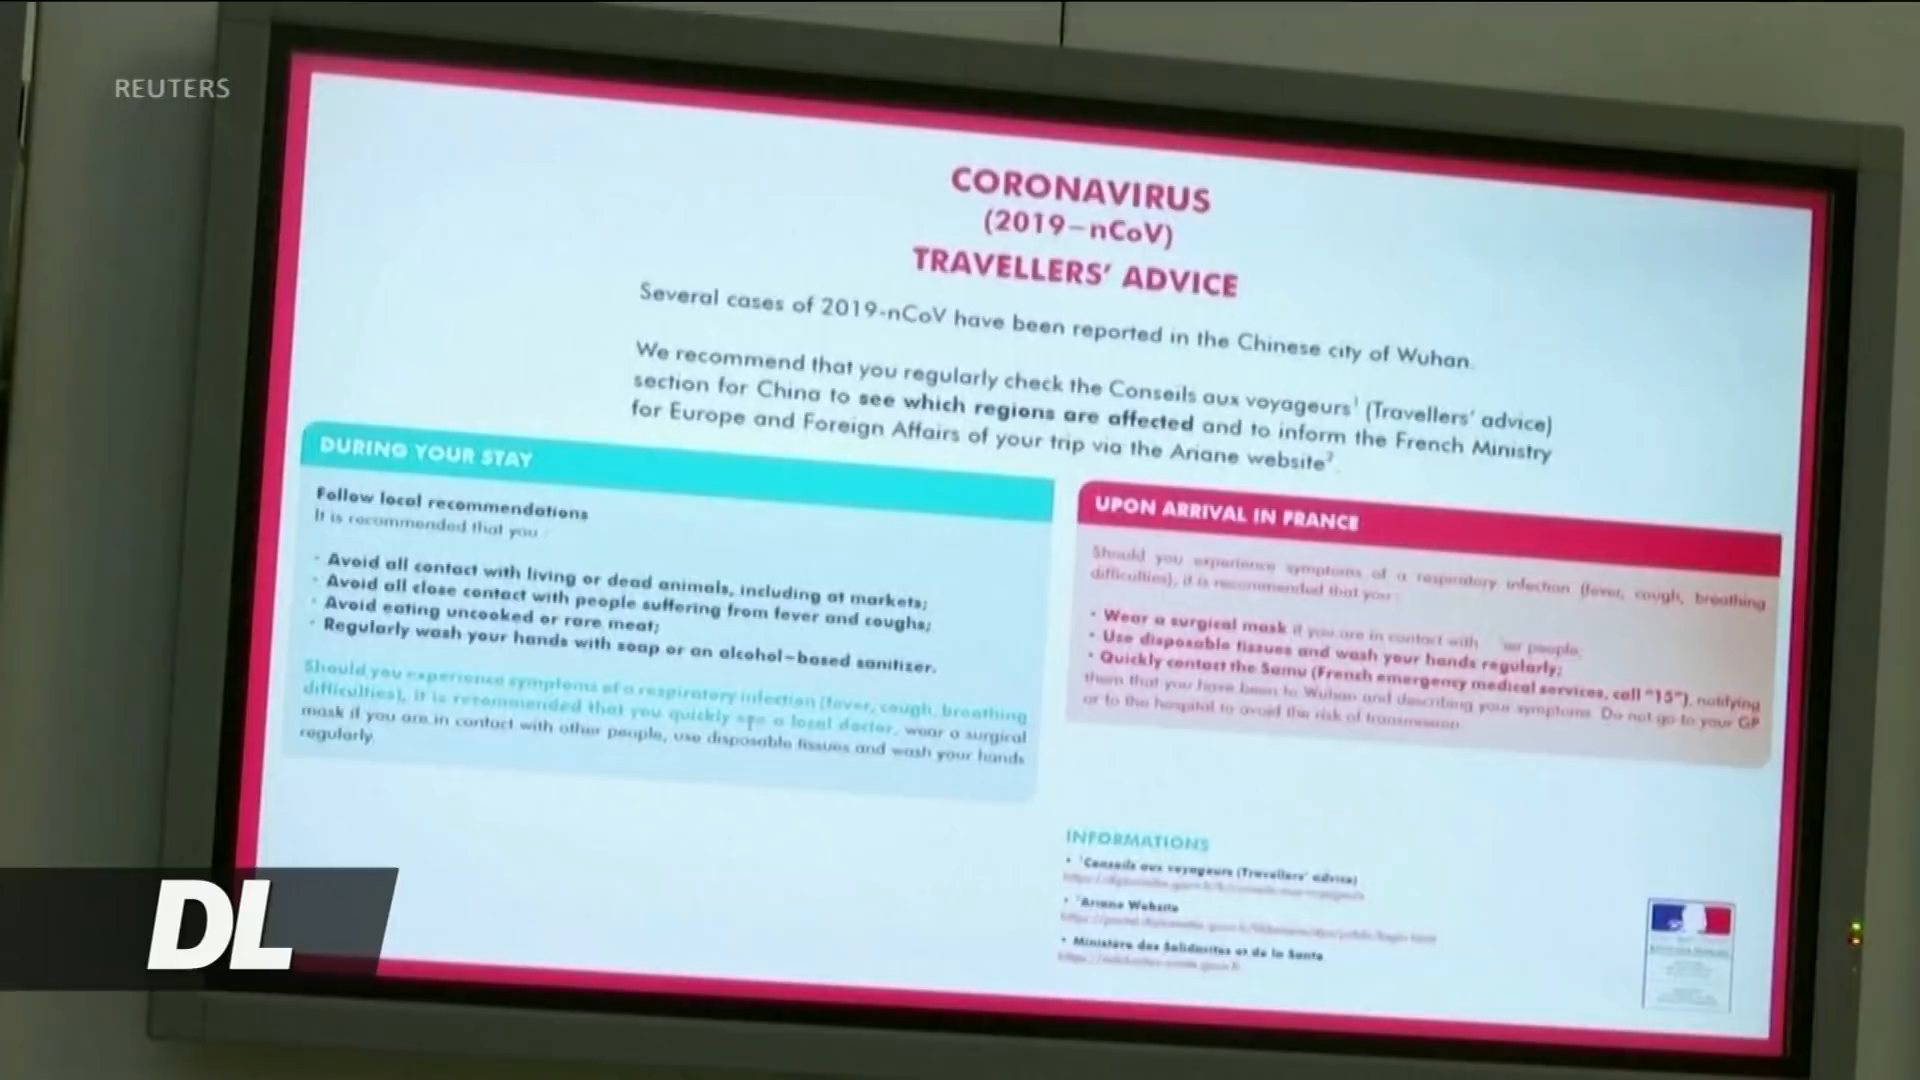 REUTERS
CORONAVIRUS
(2019-nCoV)
TRAVELLERS' ADVICE
Several cases of 2019-nCoV have been reported in the Chinese city of Wuhan.
We recommend that you regularly check the Conseils aux voyageurs¹ (Travellers' advice)
section for China to see which regions are affected and to inform the French Ministry
for Europe and Foreign Affairs of your trip via the Ariane website².
DURING YOUR STAY
Follow local recommendations
It is recommended that you :
- Avoid all contact with living or dead animals, including at markets;
- Avoid all close contact with people suffering from fever and coughs;
- Avoid eating uncooked or rare meat;
- Regularly wash your hands with soap or an alcohol-based sanitizer.
Should you experience symptoms of a respiratory infection (fever, cough, breathing
difficulties), it is recommended that you quickly see a local doctor, wear a surgical
mask if you are in contact with other people, use disposable tissues and wash your hands
regularly.
UPON ARRIVAL IN FRANCE
Should you experience symptoms of a respiratory infection (fever, cough, breathing
difficulties), it is recommended that you :
• Wear a surgical mask if you are in contact with people;
• Use disposable tissues and wash your hands regularly;
• Quickly contact the Samu (French emergency medical services, call "15"), notifying
them that you have been to Wuhan and describing your symptoms. Do not go to your GP
or to the hospital to avoid the risk of transmission.
INFORMATIONS
• ¹Conseils aux voyageurs (Travellers' advice)
• ²Ariane Website
• Ministère des Solidarités et de la Santé
DL